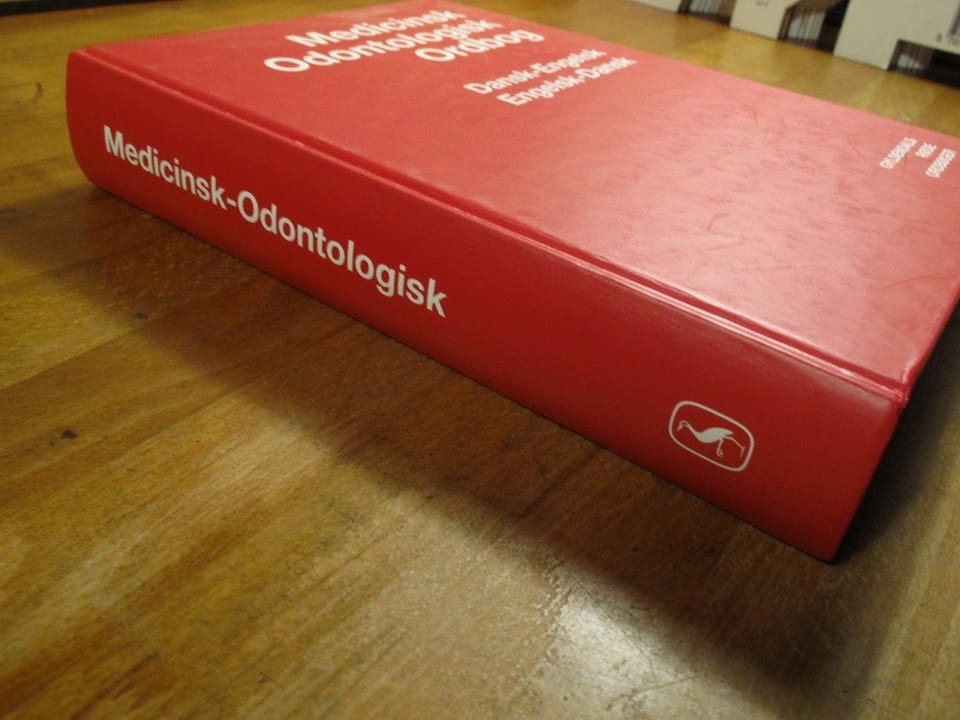 Medicinsk
Odontologisk
Ordbog
Dansk-Engelsk
Engelsk-Dansk
GYLDENDALS
RØDE
ORDBØGER
Medicinsk-Odontologisk